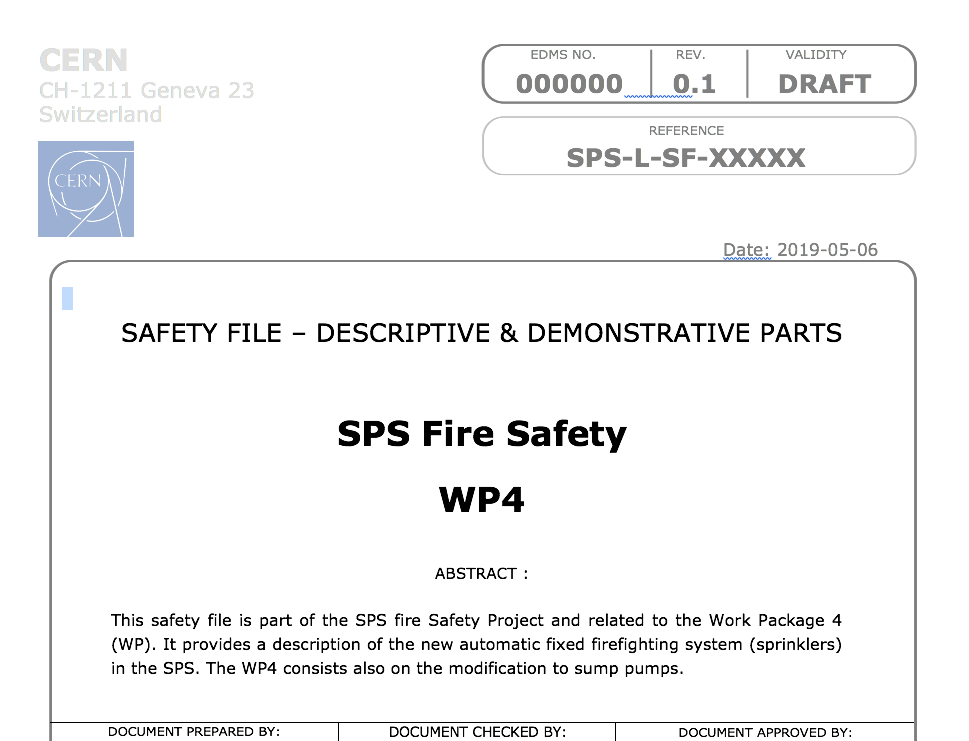 CERN
CH-1211 Geneva 23
Switzerland
CERN
EDMS NO. REV. VALIDITY
000000 0.1 DRAFT
REFERENCE
SPS-L-SF-XXXXX
Date: 2019-05-06
SAFETY FILE – DESCRIPTIVE & DEMONSTRATIVE PARTS
SPS Fire Safety
WP4
ABSTRACT :
This safety file is part of the SPS fire Safety Project and related to the Work Package 4
(WP). It provides a description of the new automatic fixed firefighting system (sprinklers)
in the SPS. The WP4 consists also on the modification to sump pumps.
DOCUMENT PREPARED BY: DOCUMENT CHECKED BY: DOCUMENT APPROVED BY: